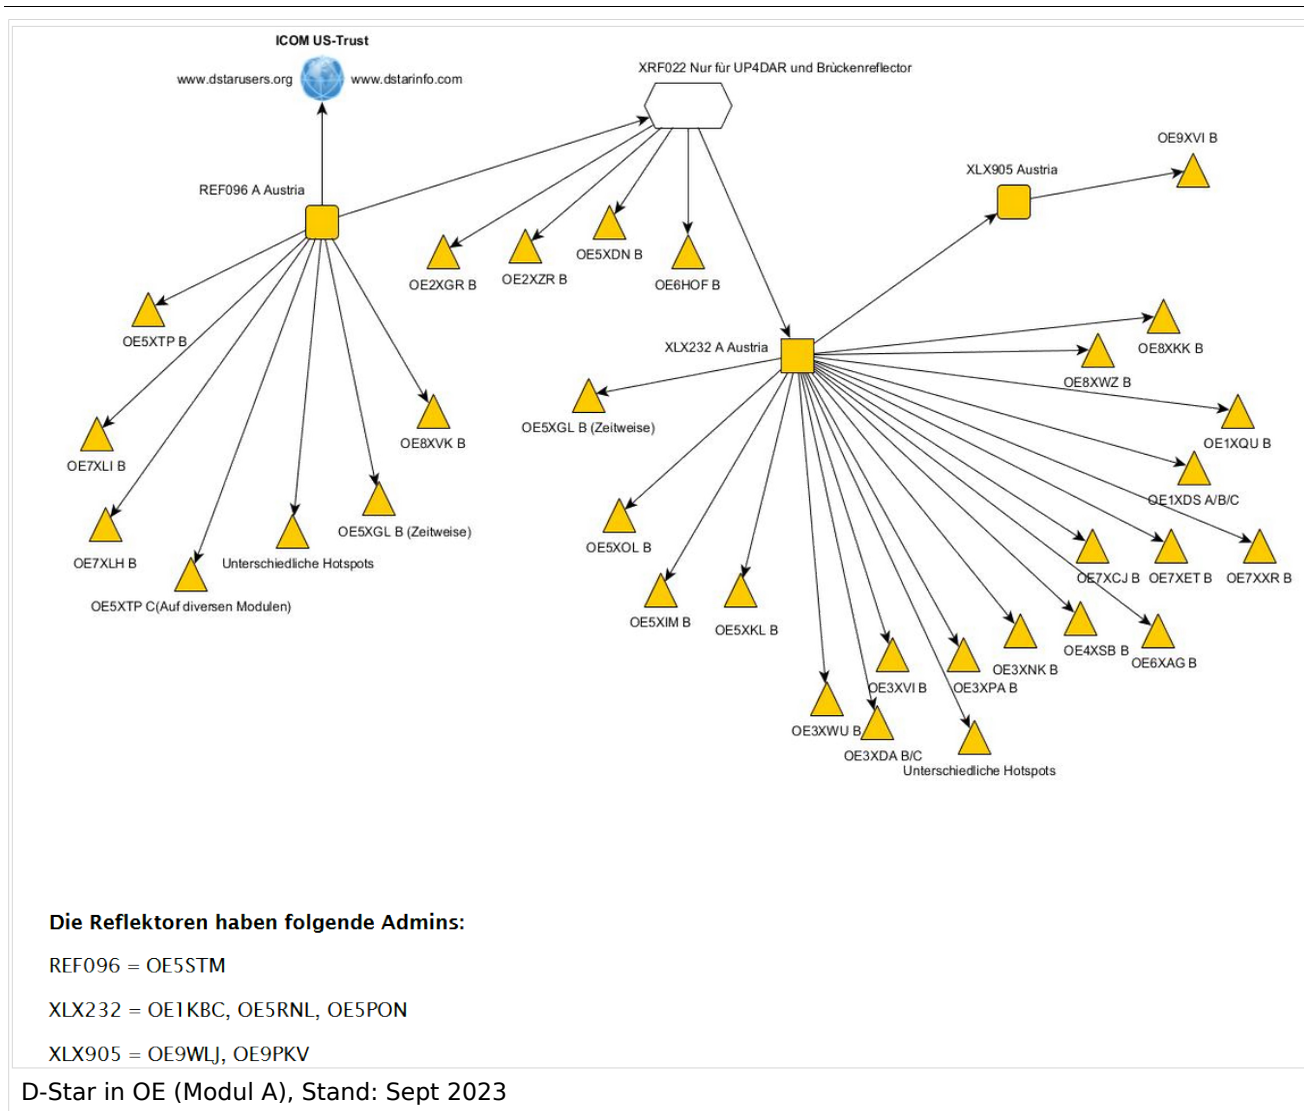 ICOM US-Trust
www.dstarusers.org
www.dstarinfo.com
XRF022 Nur für UP4DAR und Brückenreflector
OE9XVI B
XLX905 Austria
REF096 A Austria
OE5XDN B
OE2XGR B
OE2XZR B
OE6HOF B
OE5XTP B
XLX232 A Austria
OE8XKK B
OE8XWZ B
OE5XGL B (Zeitweise)
OE8XVK B
OE1XQU B
OE7XLI B
OE1XDS A/B/C
OE5XGL B (Zeitweise)
OE5XOL B
OE7XLH B
Unterschiedliche Hotspots
OE7XCJ B
OE7XET B
OE7XXR B
OE5XTP C(Auf diversen Modulen)
OE5XIM B
OE5XKL B
OE4XSB B
OE6XAG B
OE3XNK B
OE3XVI B
OE3XPA B
OE3XWU B
OE3XDA B/C
Unterschiedliche Hotspots
Die Reflektoren haben folgende Admins:
REF096 = OE5STM
XLX232 = OE1KBC, OE5RNL, OE5PON
XLX905 = OE9WLJ, OE9PKV
D-Star in OE (Modul A), Stand: Sept 2023